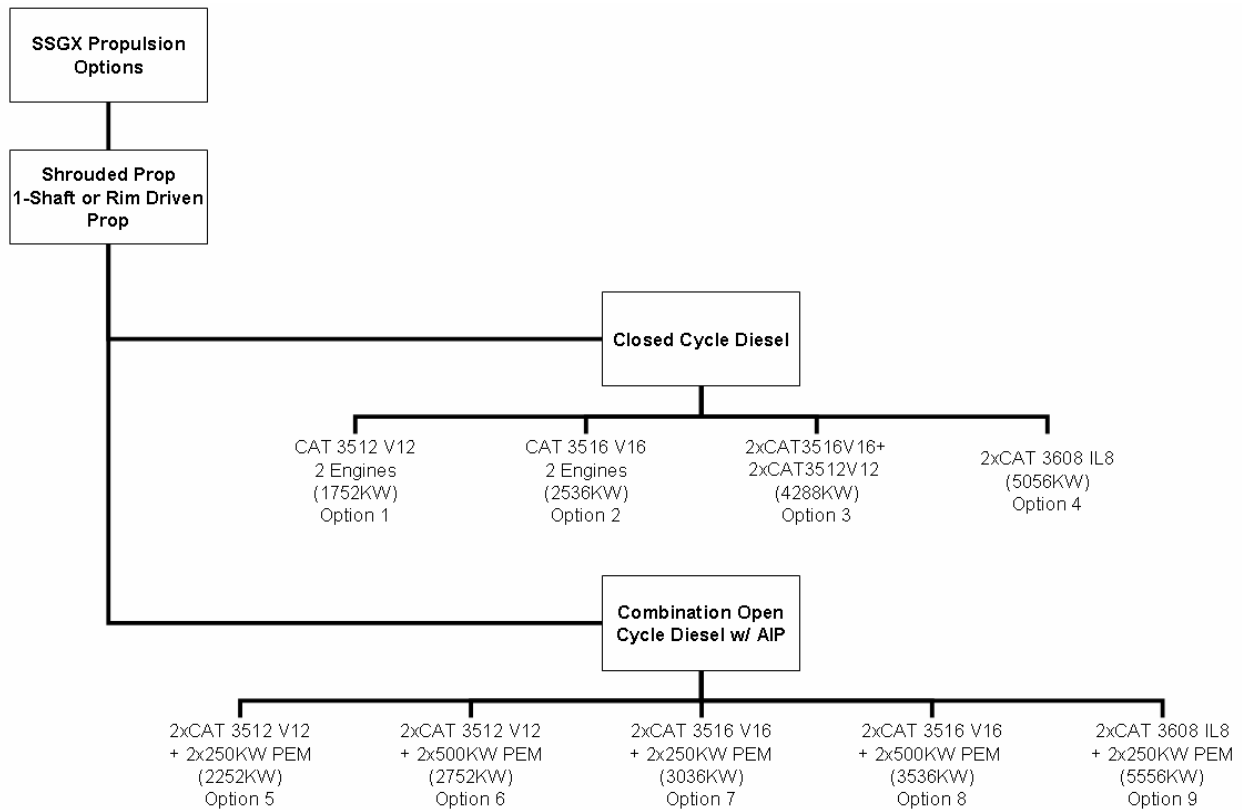 SSGX Propulsion
Options
Shrouded Prop
1-Shaft or Rim Driven
Prop
Closed Cycle Diesel
CAT 3512 V12
2 Engines
(1752KW)
Option 1
CAT 3516 V16
2 Engines
(2536KW)
Option 2
2xCAT3516V16+
2xCAT3512V12
(4288KW)
Option 3
2xCAT 3608 IL8
(5056KW)
Option 4
Combination Open
Cycle Diesel w/ AIP
2xCAT 3512 V12
+ 2x250KW PEM
(2252KW)
Option 5
2xCAT 3512 V12
+ 2x500KW PEM
(2752KW)
Option 6
2xCAT 3516 V16
+ 2x250KW PEM
(3036KW)
Option 7
2xCAT 3516 V16
+ 2x500KW PEM
(3536KW)
Option 8
2xCAT 3608 IL8
+ 2x250KW PEM
(5556KW)
Option 9